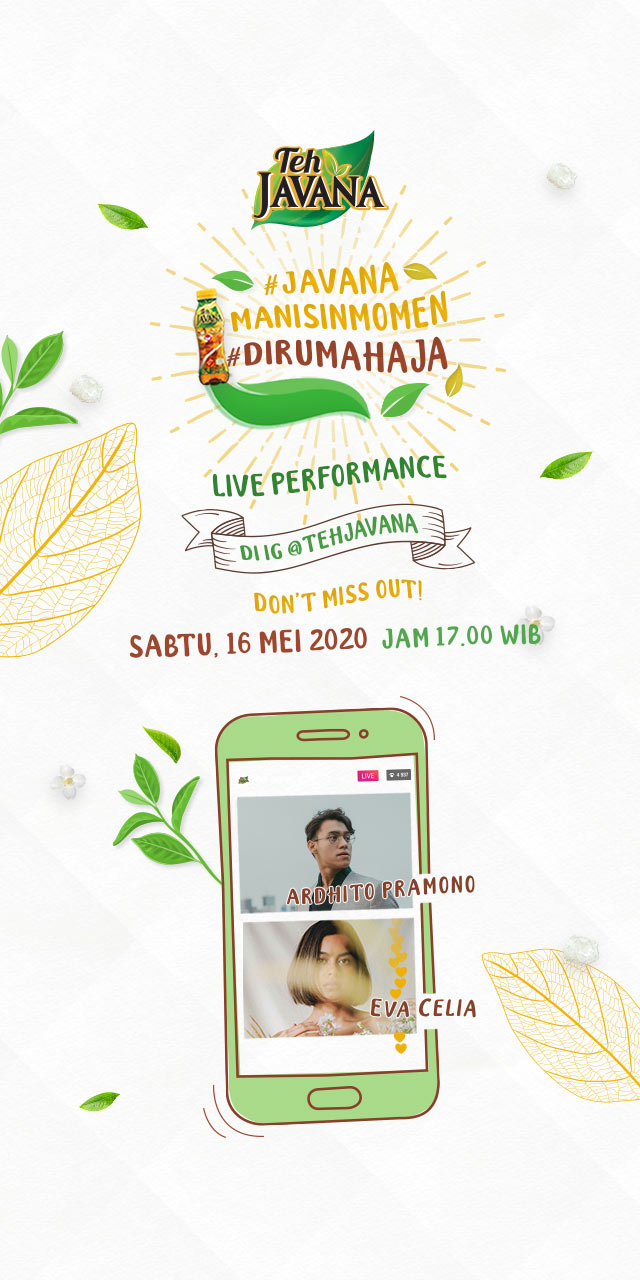 Teh
JAVANA
#JAVANA
MANISINMOMEN
#DIRUMAHAJA
LIVE PERFORMANCE
DI IG @TEHJAVANA
DON'T MISS OUT!
SABTU, 16 MEI 2020 JAM 17.00 WIB
LIVE
ARDHITO PRAMONO
EVA CELIA